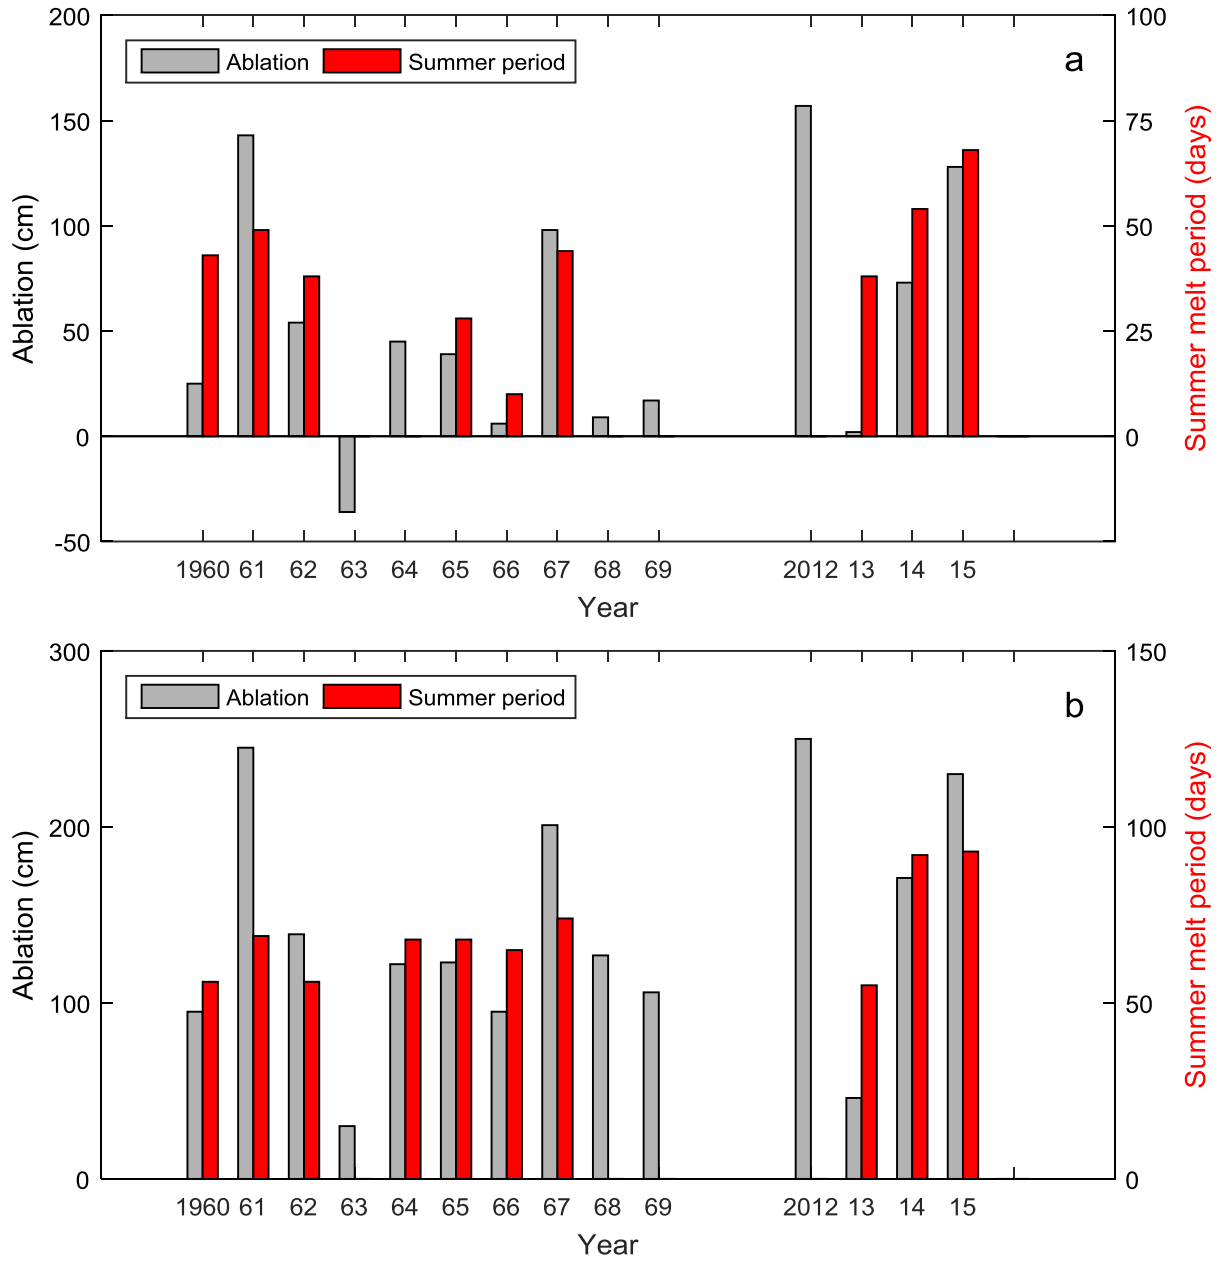 200
150
100
50
0
-50
Ablation (cm)
Ablation Summer period
a
100
75
50
25
0
Summer melt period (days)
1960 61 62 63 64 65 66 67 68 69 2012 13 14 15
Year
300
200
100
0
Ablation (cm)
Ablation Summer period
b
150
100
50
0
Summer melt period (days)
1960 61 62 63 64 65 66 67 68 69 2012 13 14 15
Year